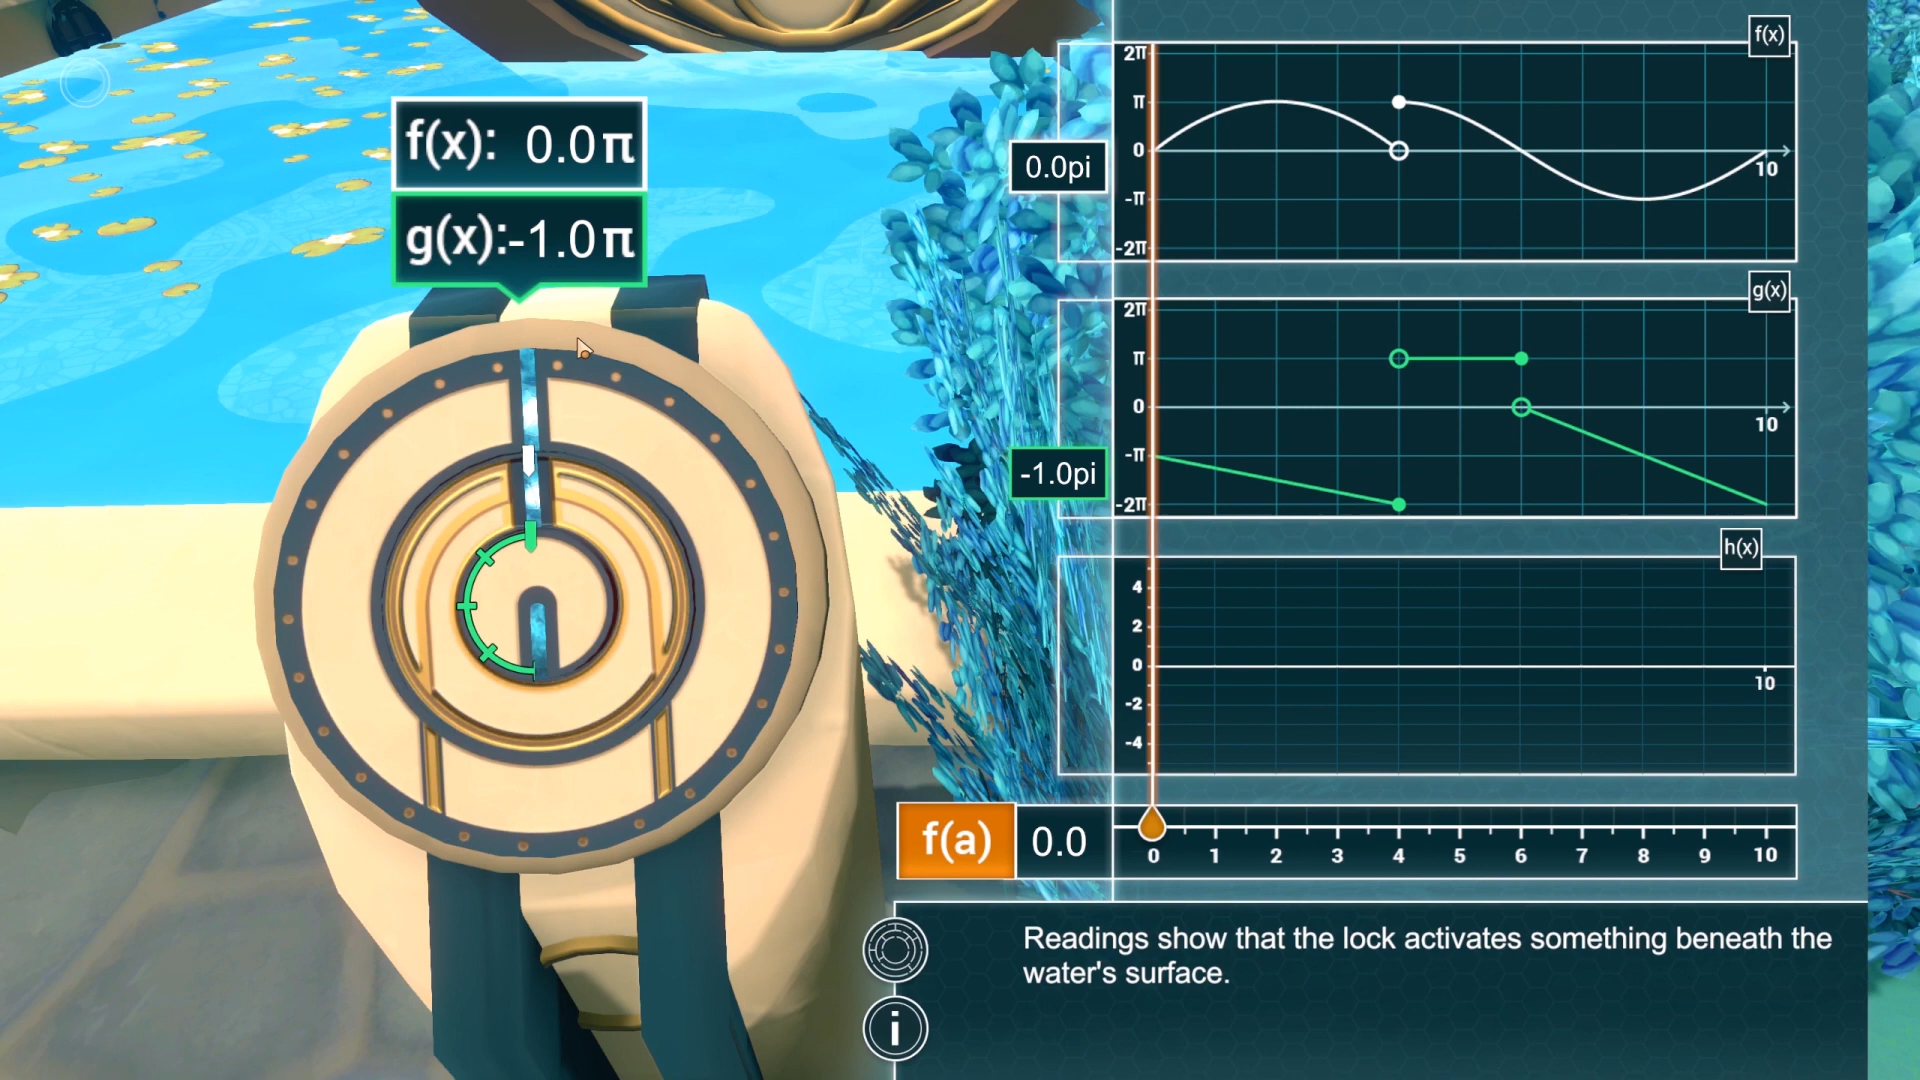 f(x): 0.0π
g(x):-1.0π
f(x)
2π
π
0
-π
-2π
10
0.0pi
g(x)
2π
π
0
-π
-2π
10
-1.0pi
h(x)
4
2
0
-2
-4
10
f(a) 0.0
0 1 2 3 4 5 6 7 8 9 10
Readings show that the lock activates something beneath the
water's surface.
i